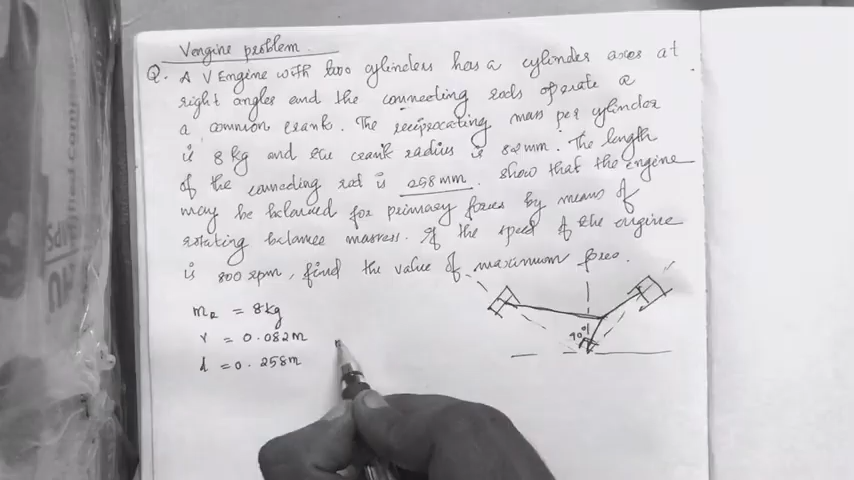 V engine problem
Q. A V Engine with two cylinders has a cylinder axes at
right angles and the connecting rods operate a
a common crank. The reciprocating mass per cylinder
is 8 kg and the crank radius is 82mm. The length
of the connecting rod is 258 mm. Show that the engine
may be balanced for primary forces by means of
rotating balance masses. If the speed of the engine
is 800 rpm, find the value of maximum force.
mR = 8kg
r = 0.082m
l = 0.258m
90°